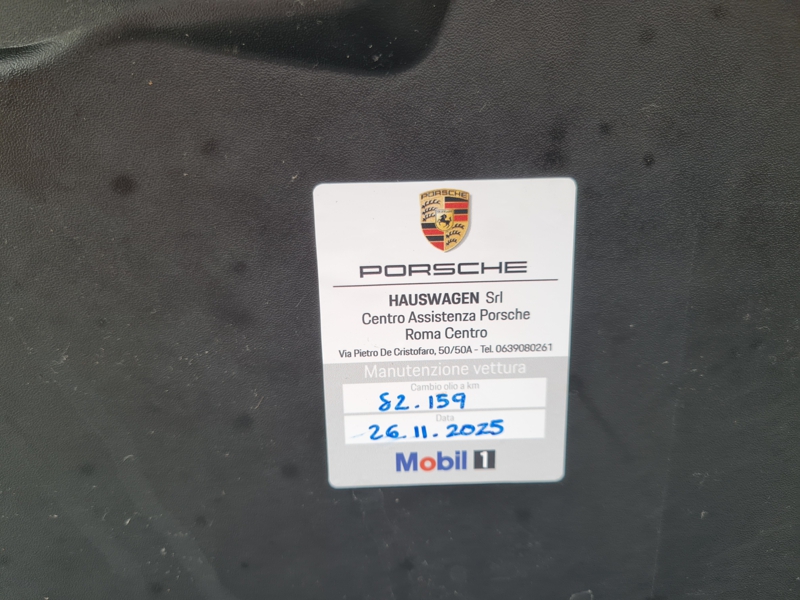 PORSCHE
PORSCHE
HAUSWAGEN Srl
Centro Assistenza Porsche
Roma Centro
Via Pietro De Cristofaro, 50/50A - Tel. 0639080261
Manutenzione vettura
Cambio olio a km
82.159
Data
26.11.2025
Mobil 1